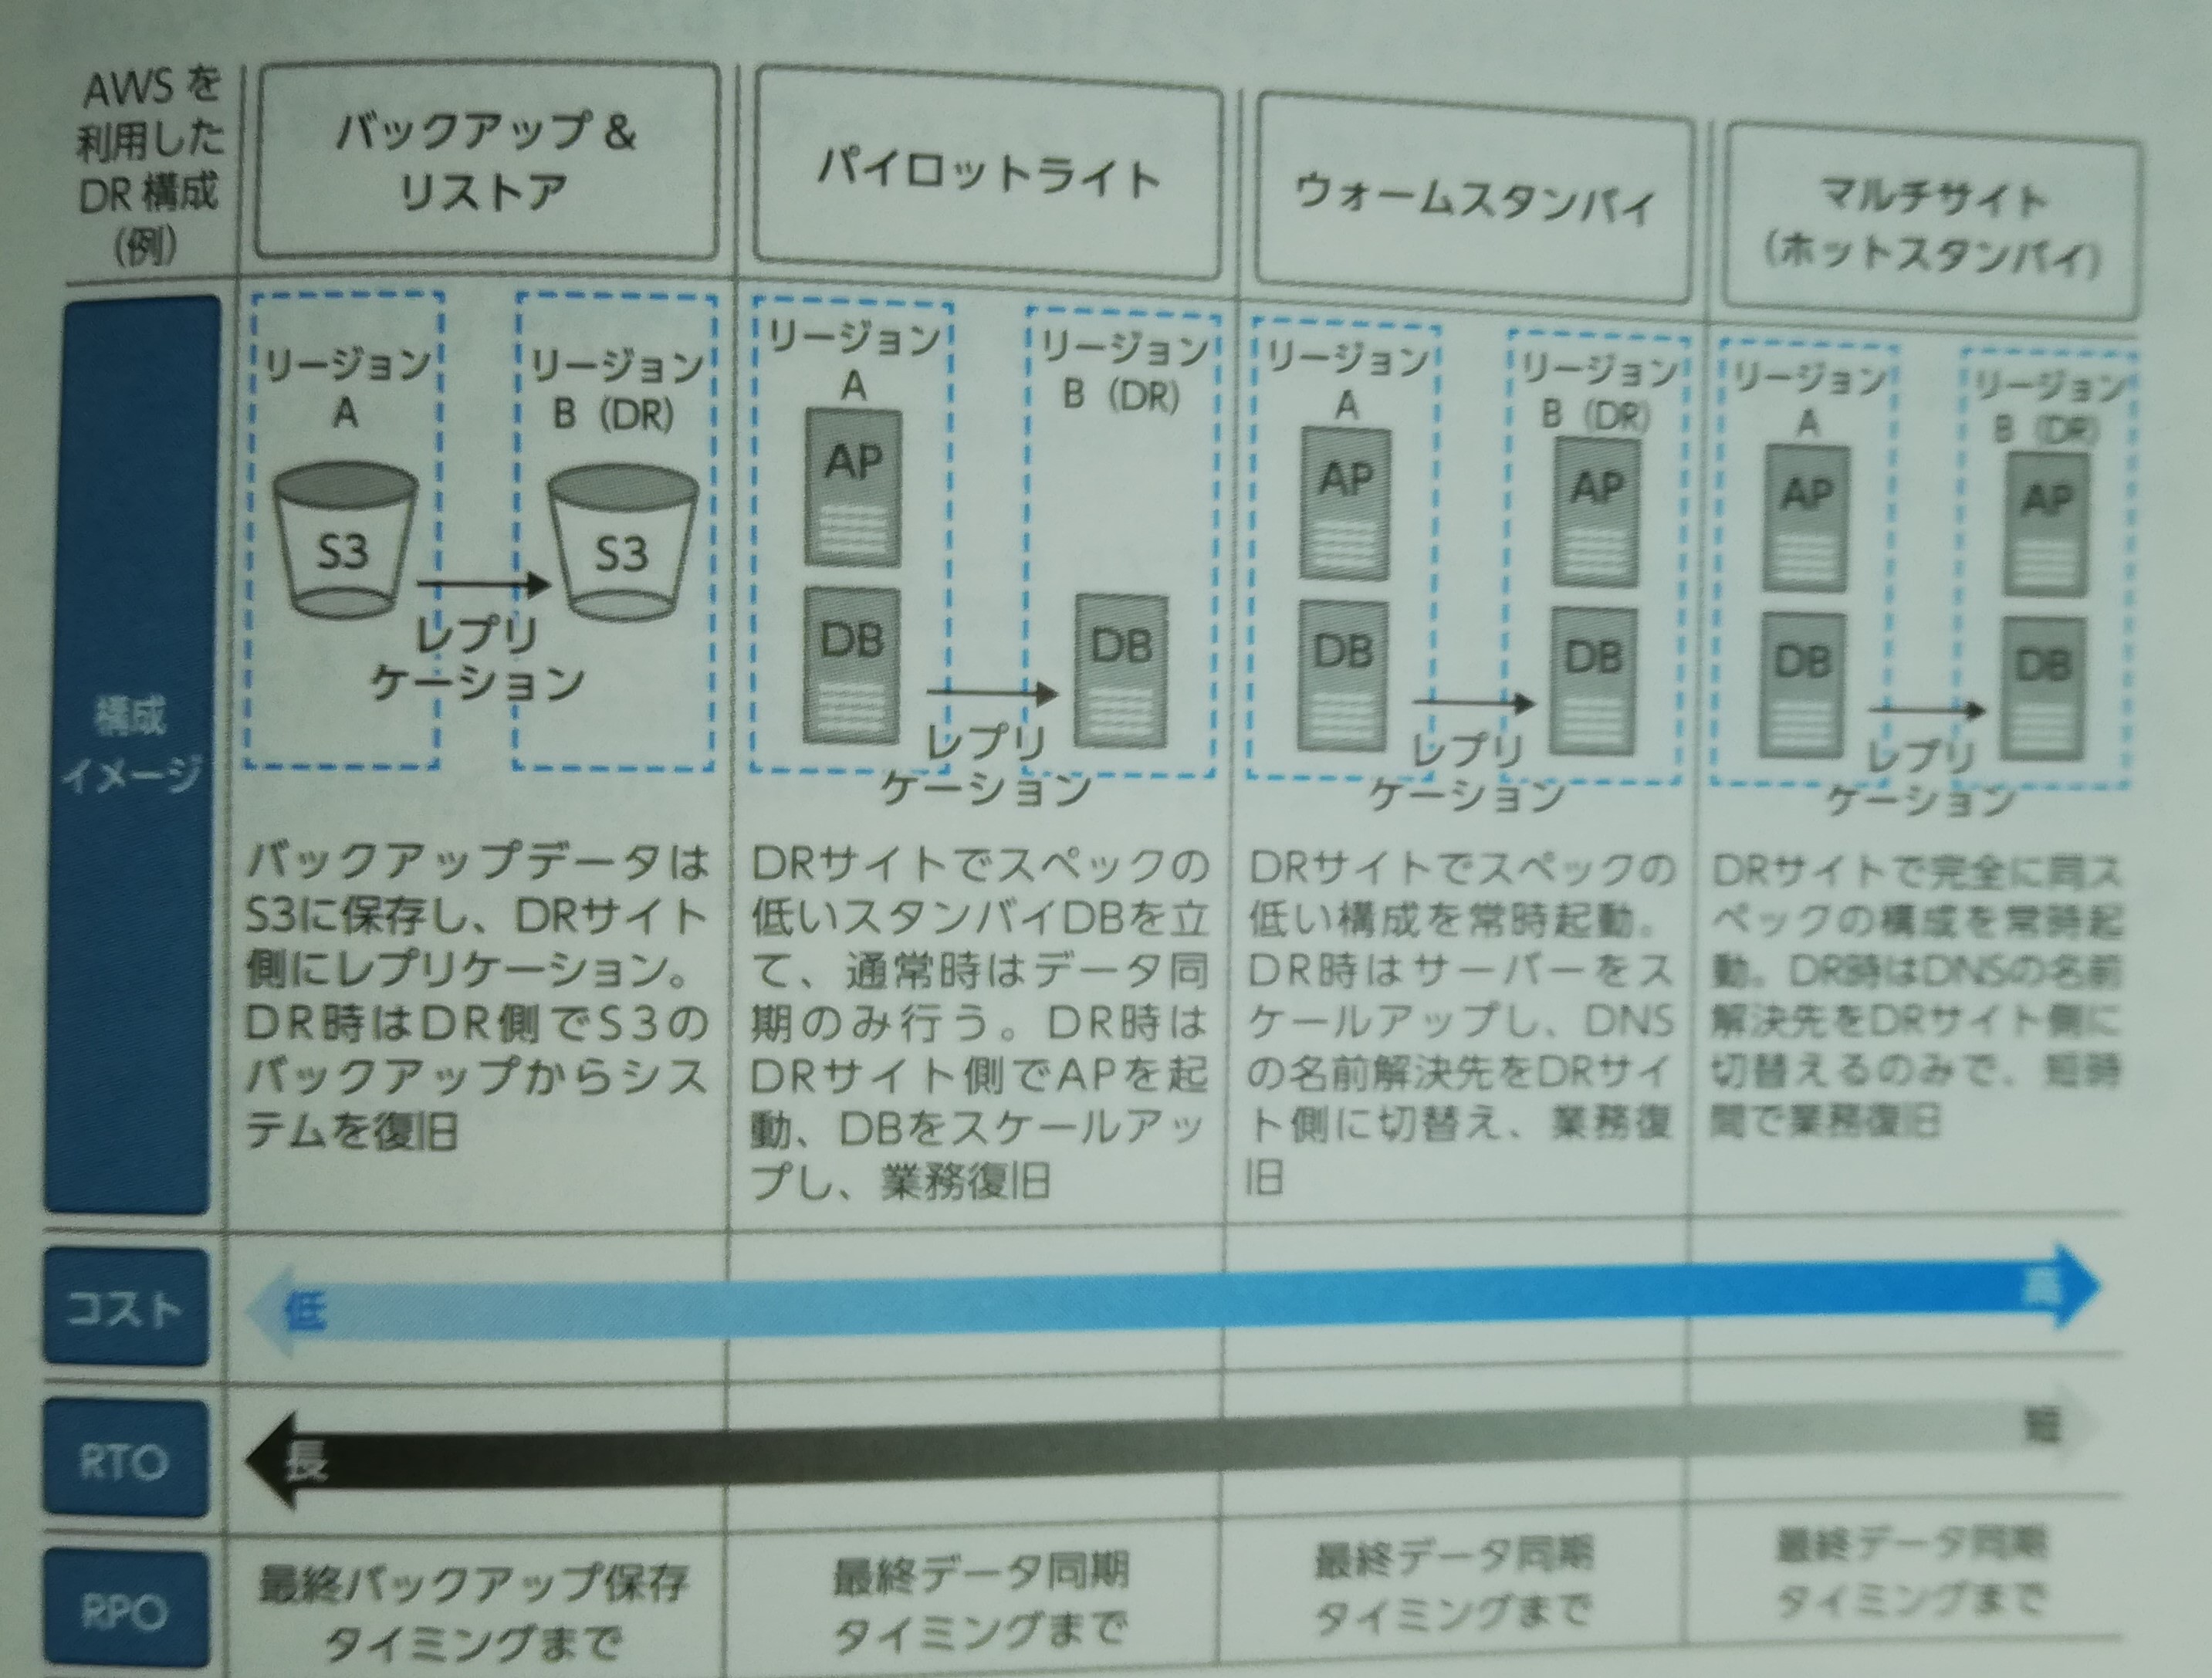 AWSを
利用した
DR構成
(例)
バックアップ&
リストア
パイロットライト
ウォームスタンバイ
マルチサイト
(ホットスタンバイ)
構成
イメージ
リージョン
A
リージョン
B (DR)
S3
S3
レプリ
ケーション
バックアップデータは
S3に保存し、DRサイト
側にレプリケーション。
DR時はDR側でS3の
バックアップからシス
テムを復旧
リージョン
A
リージョン
B (DR)
AP
DB
DB
レプリ
ケーション
DRサイトでスペックの
低いスタンバイDBを立
て、通常時はデータ同
期のみ行う。DR時は
DRサイト側でAPを起
動、DBをスケールアッ
プし、業務復旧
リージョン
A
リージョン
B (DR)
AP
AP
DB
DB
レプリ
ケーション
DRサイトでスペックの
低い構成を常時起動。
DR時はサーバーをス
ケールアップし、DNS
の名前解決先をDRサイ
ト側に切替え、業務復
旧
リージョン
A
リージョン
B (DR)
AP
AP
DB
DB
レプリ
ケーション
DRサイトで完全に同ス
ペックの構成を常時起
動。DR時はDNSの名前
解決先をDRサイト側に
切替えるのみで、短時
間で業務復旧
コスト
低
高
RTO
長
短
RPO
最終バックアップ保存
タイミングまで
最終データ同期
タイミングまで
最終データ同期
タイミングまで
最終データ同期
タイミングまで